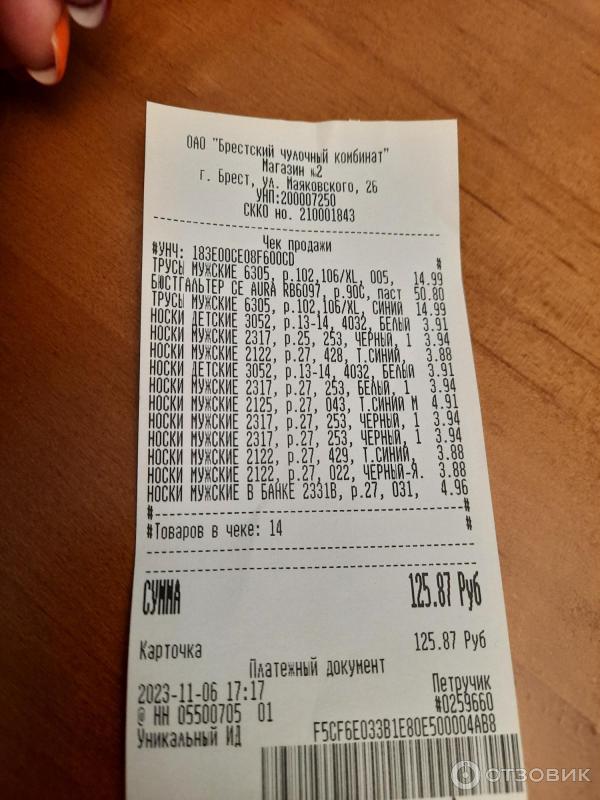 ОАО "Брестский чулочный комбинат"
Магазин №2
г. Брест, ул. Маяковского, 26
УНП:200007250
СККО но. 210001843
Чек продажи
#УНЧ: 183E00CE08F600CD #
ТРУСЫ МУЖСКИЕ 6305, р.102,106/XL, 005, 14.99
БЮСТГАЛЬТЕР CE AURA RB6097, р.90С, паст 50.80
ТРУСЫ МУЖСКИЕ 6305, р.102,106/XL, СИНИЙ 14.99
НОСКИ ДЕТСКИЕ 3052, р.13-14, 4032, БЕЛЫЙ 3.91
НОСКИ МУЖСКИЕ 2317, р.25, 253, ЧЕРНЫЙ, 1 3.94
НОСКИ МУЖСКИЕ 2122, р.27, 428, Т.СИНИЙ, 3.88
НОСКИ ДЕТСКИЕ 3052, р.13-14, 4032, БЕЛЫЙ 3.91
НОСКИ МУЖСКИЕ 2317, р.27, 253, БЕЛЫЙ, 1 3.94
НОСКИ МУЖСКИЕ 2125, р.27, 043, Т.СИНИЙ М 4.91
НОСКИ МУЖСКИЕ 2317, р.27, 253, ЧЕРНЫЙ, 1 3.94
НОСКИ МУЖСКИЕ 2317, р.27, 253, ЧЕРНЫЙ, 1 3.94
НОСКИ МУЖСКИЕ 2122, р.27, 429, Т.СИНИЙ, 3.88
НОСКИ МУЖСКИЕ 2122, р.27, 022, ЧЕРНЫЙ-Я. 3.88
НОСКИ МУЖСКИЕ В БАНКЕ 2331В, р.27, 031, 4.96
# #
#Товаров в чеке: 14 #
СУММА 125.87 Руб
Карточка 125.87 Руб
Платежный документ
2023-11-06 17:17 Петручик
@ НН 05500705 01 #0259660
Уникальный ИД F5CF6E033B1E80E500004AB8
ОТЗОВИК